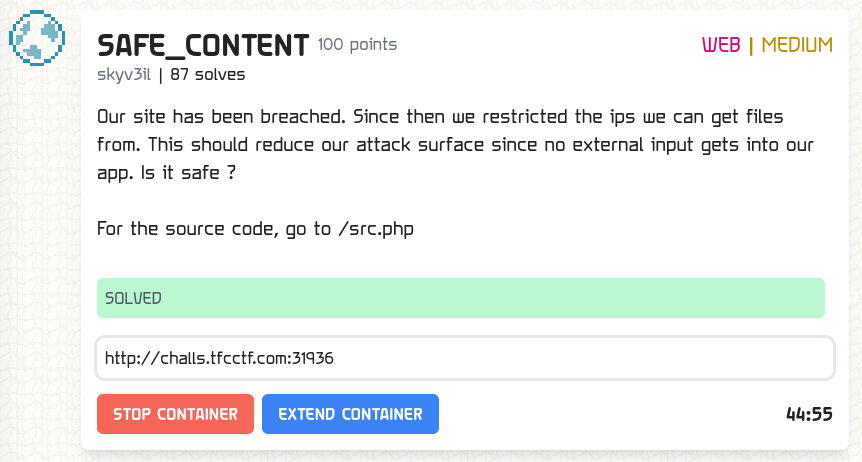 SAFE_CONTENT 100 points WEB | MEDIUM
skyv3il | 87 solves
Our site has been breached. Since then we restricted the ips we can get files
from. This should reduce our attack surface since no external input gets into our
app. Is it safe ?
For the source code, go to /src.php
SOLVED
http://challs.tfcctf.com:31936
STOP CONTAINER EXTEND CONTAINER 44:55